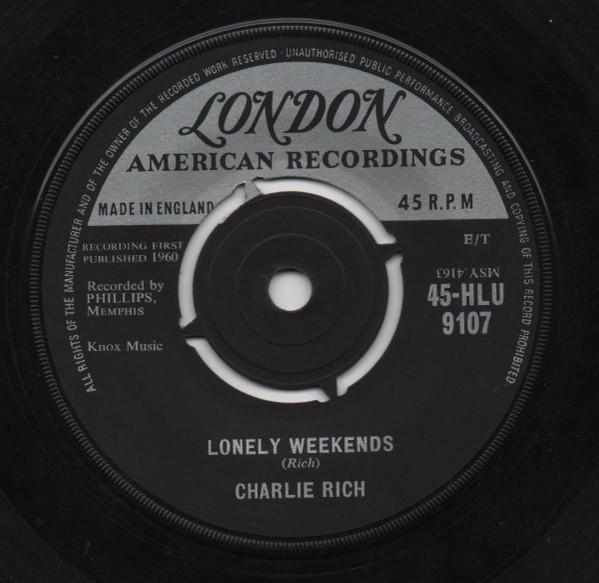 ALL RIGHTS OF THE MANUFACTURER AND OF THE OWNER OF THE RECORDED WORK RESERVED · UNAUTHORISED PUBLIC PERFORMANCE BROADCASTING AND COPYING OF THIS RECORD PROHIBITED.
LONDON
AMERICAN RECORDINGS
MADE IN ENGLAND
45 R.P.M
RECORDING FIRST
PUBLISHED 1960
E/T
MSY 4163
Recorded by
PHILLIPS,
MEMPHIS
45-HLU
9107
Knox Music
LONELY WEEKENDS
(Rich)
CHARLIE RICH